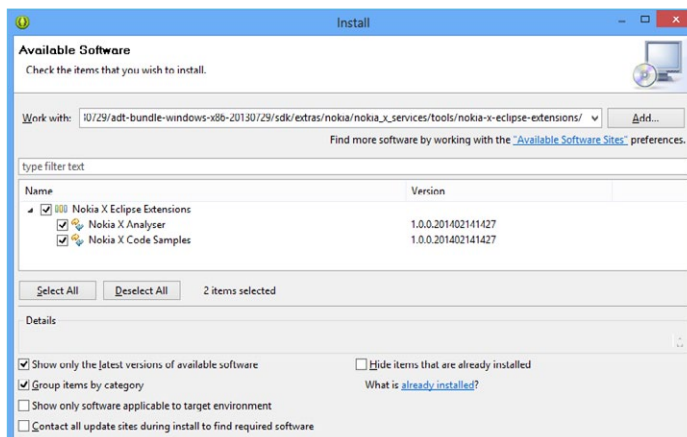 Install
Available Software
Check the items that you wish to install.
Work with: !0729/adt-bundle-windows-x86-20130729/sdk/extras/nokia/nokia_x_services/tools/nokia-x-eclipse-extensions/ Add...
Find more software by working with the "Available Software Sites" preferences.
type filter text
Name Version
Nokia X Eclipse Extensions
Nokia X Analyser 1.0.0.201402141427
Nokia X Code Samples 1.0.0.201402141427
Select All Deselect All 2 items selected
Details
Show only the latest versions of available software Hide items that are already installed
Group items by category What is already installed?
Show only software applicable to target environment
Contact all update sites during install to find required software